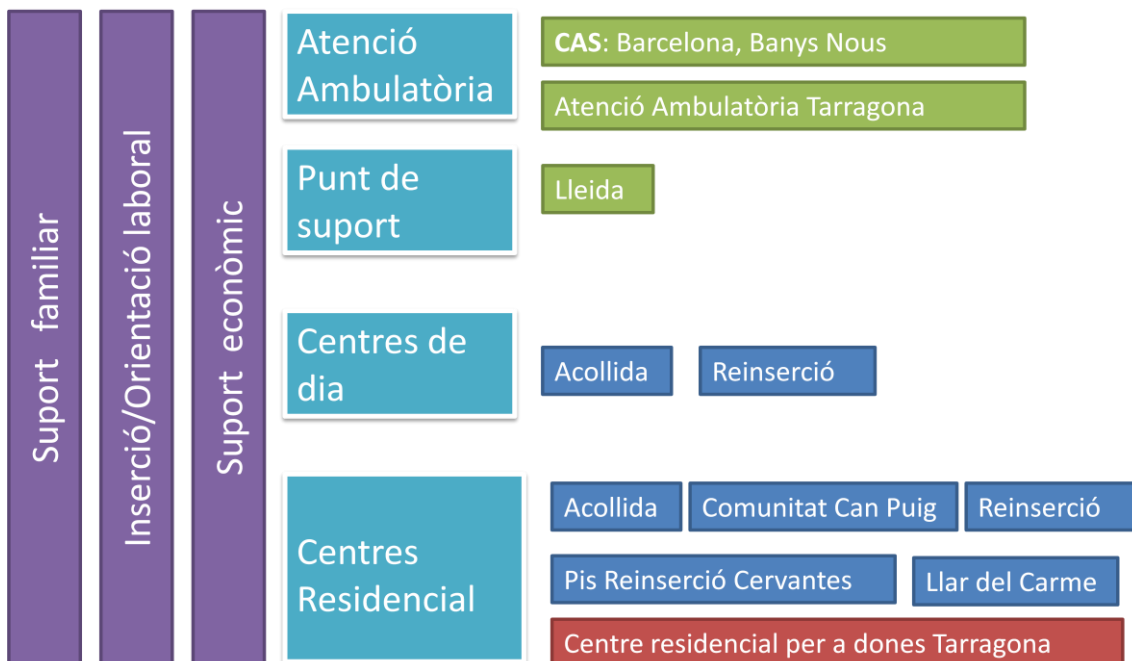 Suport familiar
Inserció/Orientació laboral
Suport econòmic
Atenció
Ambulatòria
CAS: Barcelona, Banys Nous
Atenció Ambulatòria Tarragona
Punt de
suport
Lleida
Centres de
dia
Acollida
Reinserció
Centres
Residencial
Acollida
Comunitat Can Puig
Reinserció
Pis Reinserció Cervantes
Llar del Carme
Centre residencial per a dones Tarragona